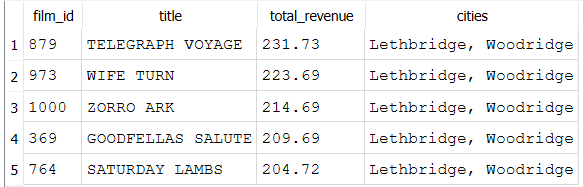 film_id title total_revenue cities
1 879 TELEGRAPH VOYAGE 231.73 Lethbridge, Woodridge
2 973 WIFE TURN 223.69 Lethbridge, Woodridge
3 1000 ZORRO ARK 214.69 Lethbridge, Woodridge
4 369 GOODFELLAS SALUTE 209.69 Lethbridge, Woodridge
5 764 SATURDAY LAMBS 204.72 Lethbridge, Woodridge